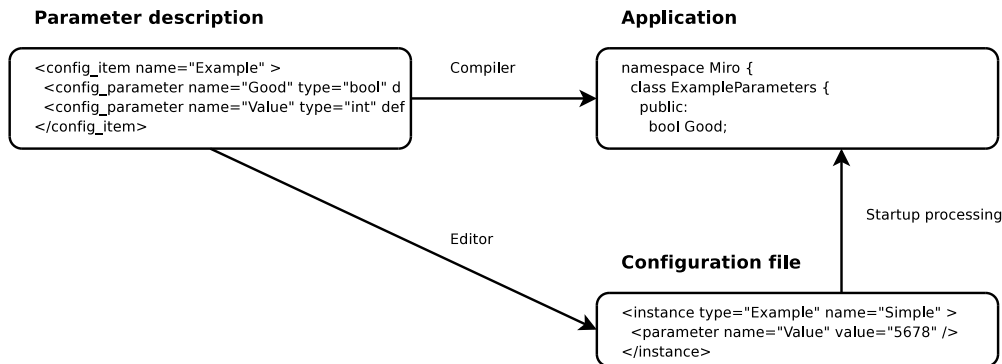 Parameter description
<config_item name="Example" >
<config_parameter name="Good" type="bool" d
<config_parameter name="Value" type="int" def
</config_item>
Compiler
Application
namespace Miro {
class ExampleParameters {
public:
bool Good;
Startup processing
Editor
Configuration file
<instance type="Example" name="Simple" >
<parameter name="Value" value="5678" />
</instance>